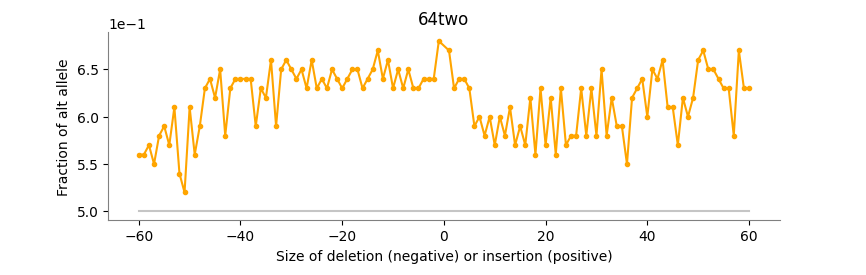 64two
1e−1
6.5
6.0
5.5
5.0
Fraction of alt allele
−60 −40 −20 0 20 40 60
Size of deletion (negative) or insertion (positive)